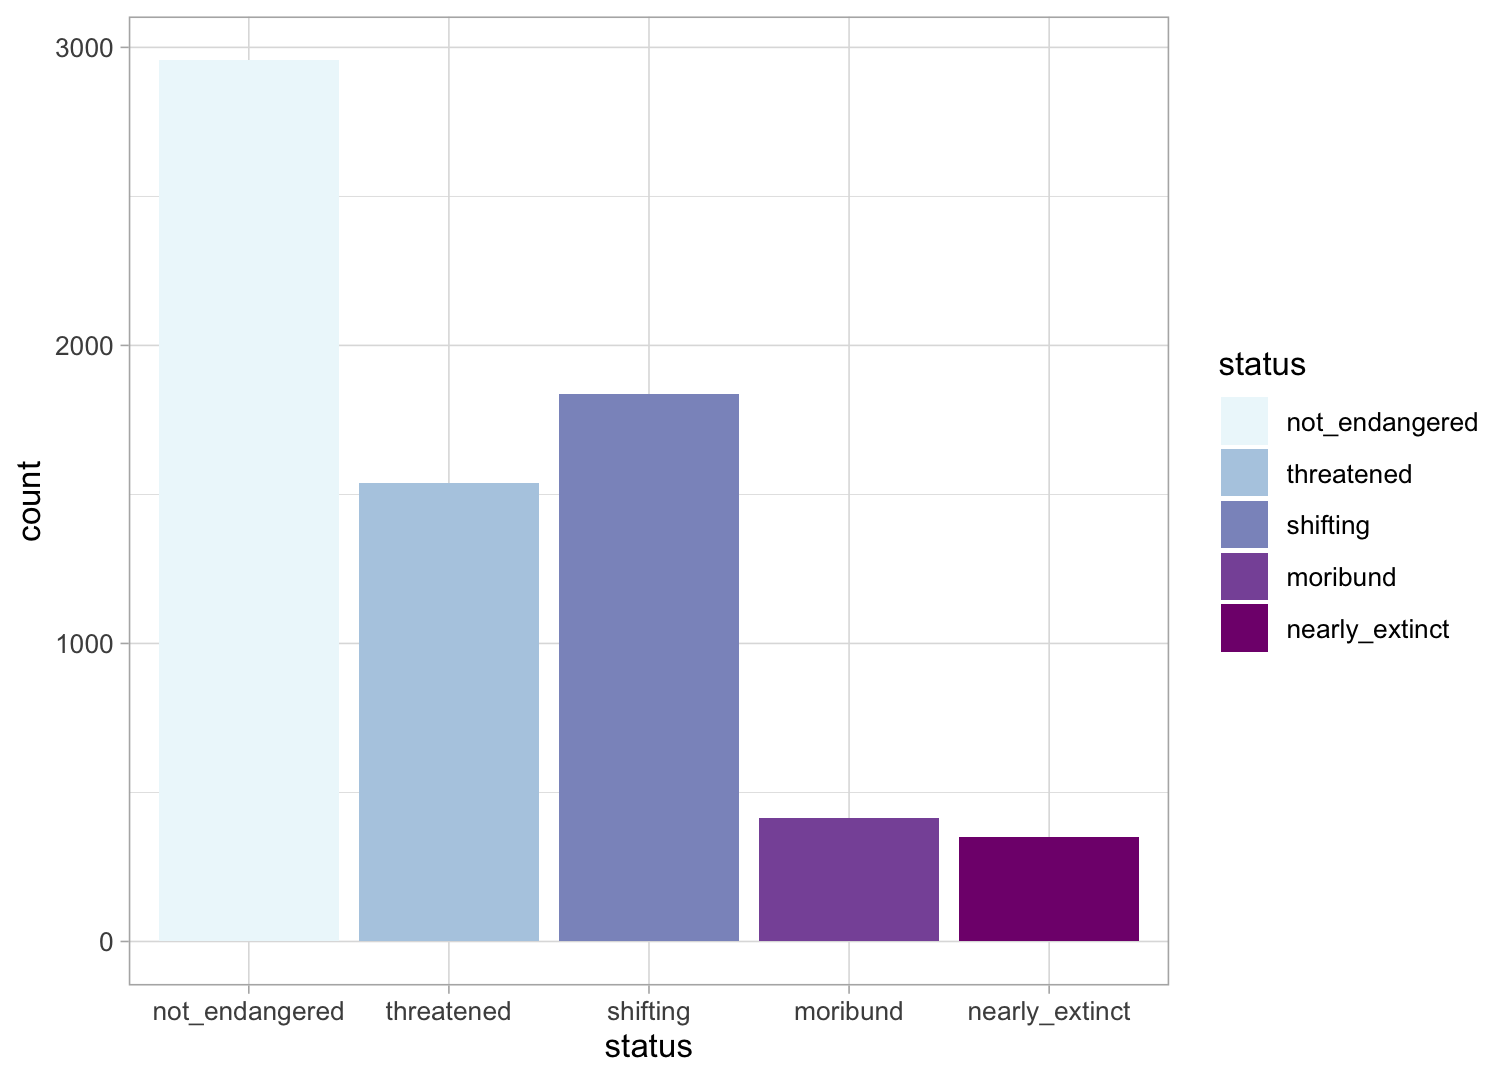 3000
2000
1000
0
count
not_endangered
threatened
shifting
moribund
nearly_extinct
status
status
not_endangered
threatened
shifting
moribund
nearly_extinct